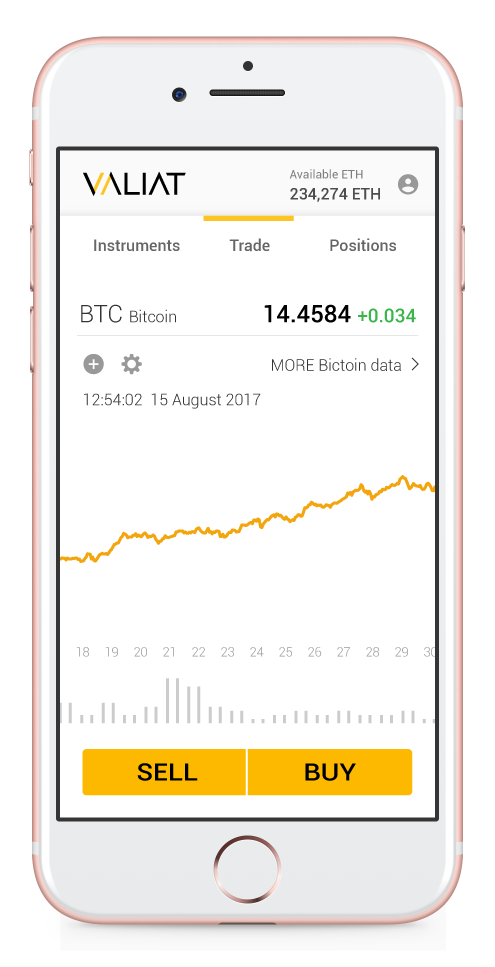 VALIAT
Available ETH
234,274 ETH
Instruments Trade Positions
BTC Bitcoin 14.4584 +0.034
MORE Bictoin data >
12:54:02 15 August 2017
18 19 20 21 22 23 24 25 26 27 28 29 30
SELL BUY